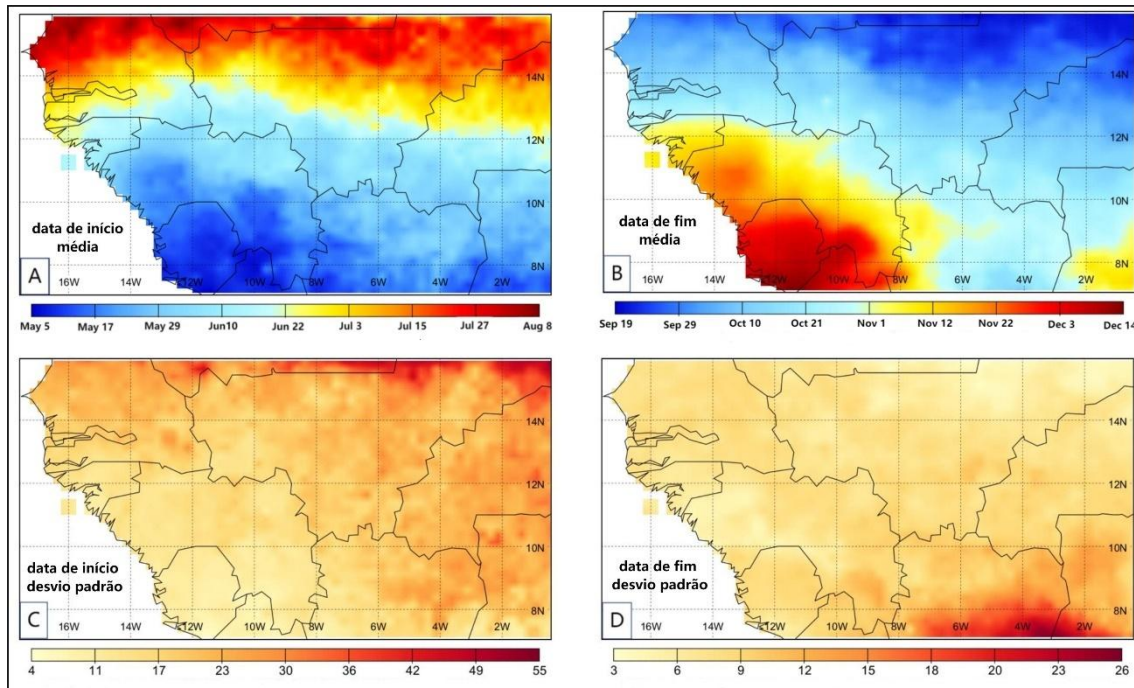 14N
12N
10N
8N
16W 14W 12W 10W 8W 6W 4W 2W
data de início
média
A
May 5 May 17 May 29 Jun10 Jun 22 Jul 3 Jul 15 Jul 27 Aug 8
14N
12N
10N
8N
16W 14W 12W 10W 8W 6W 4W 2W
data de fim
média
B
Sep 19 Sep 29 Oct 10 Oct 21 Nov 1 Nov 12 Nov 22 Dec 3 Dec 14
14N
12N
10N
8N
16W 14W 12W 10W 8W 6W 4W 2W
data de início
desvio padrão
C
4 11 17 23 30 36 42 49 55
14N
12N
10N
8N
16W 14W 12W 10W 8W 6W 4W 2W
data de fim
desvio padrão
D
3 6 9 12 15 18 20 23 26